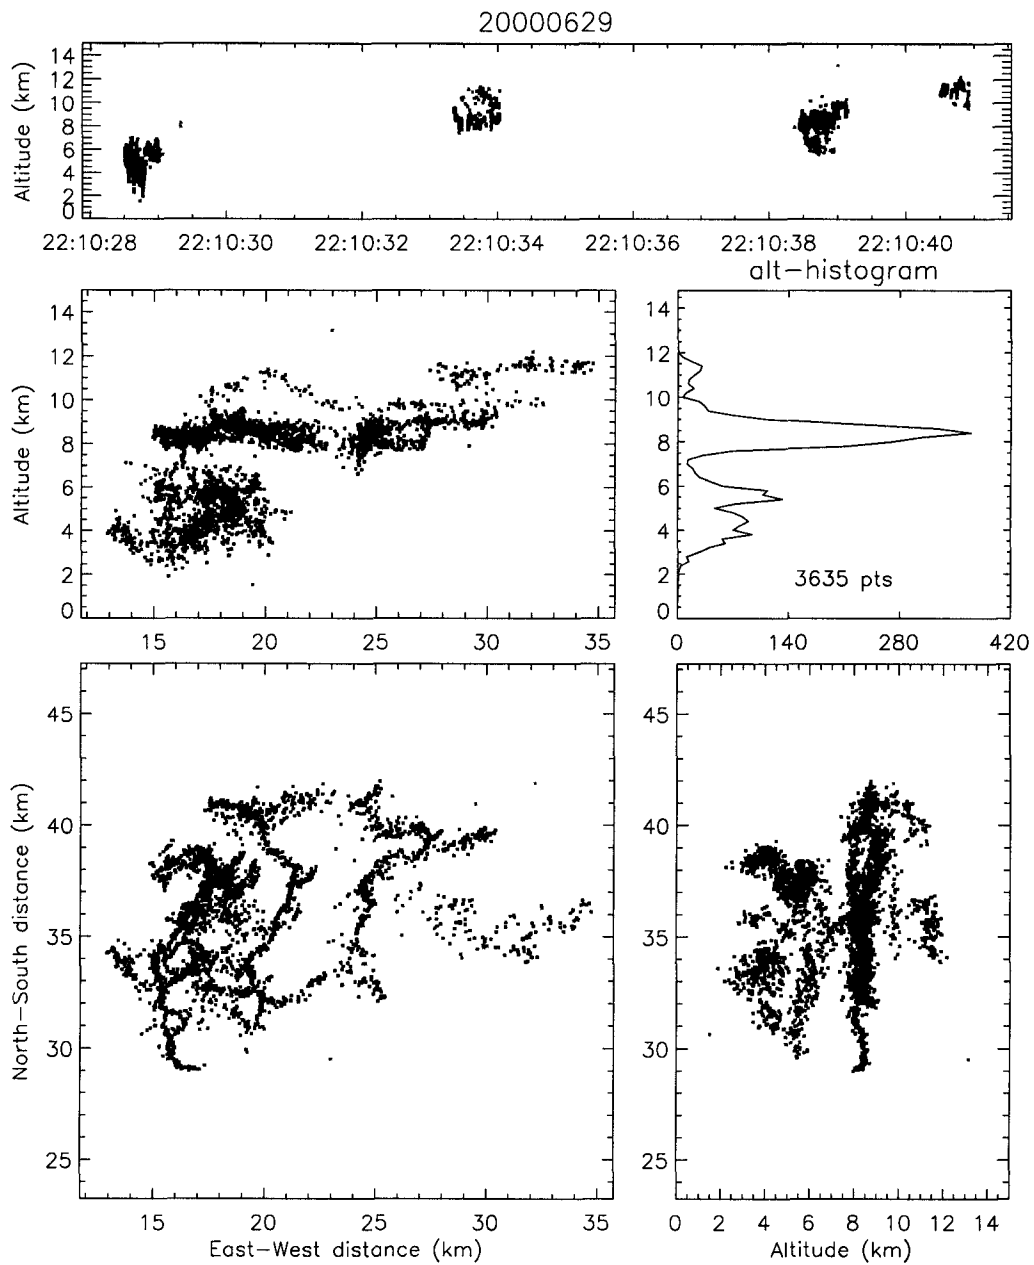 20000629
Altitude (km)
14
12
10
8
6
4
2
0
22:10:28 22:10:30 22:10:32 22:10:34 22:10:36 22:10:38 22:10:40
alt-histogram
Altitude (km)
14
12
10
8
6
4
2
0
15 20 25 30 35
14
12
10
8
6
4
2
0
3635 pts
0 140 280 420
North-South distance (km)
45
40
35
30
25
15 20 25 30 35
East-West distance (km)
45
40
35
30
25
0 2 4 6 8 10 12 14
Altitude (km)